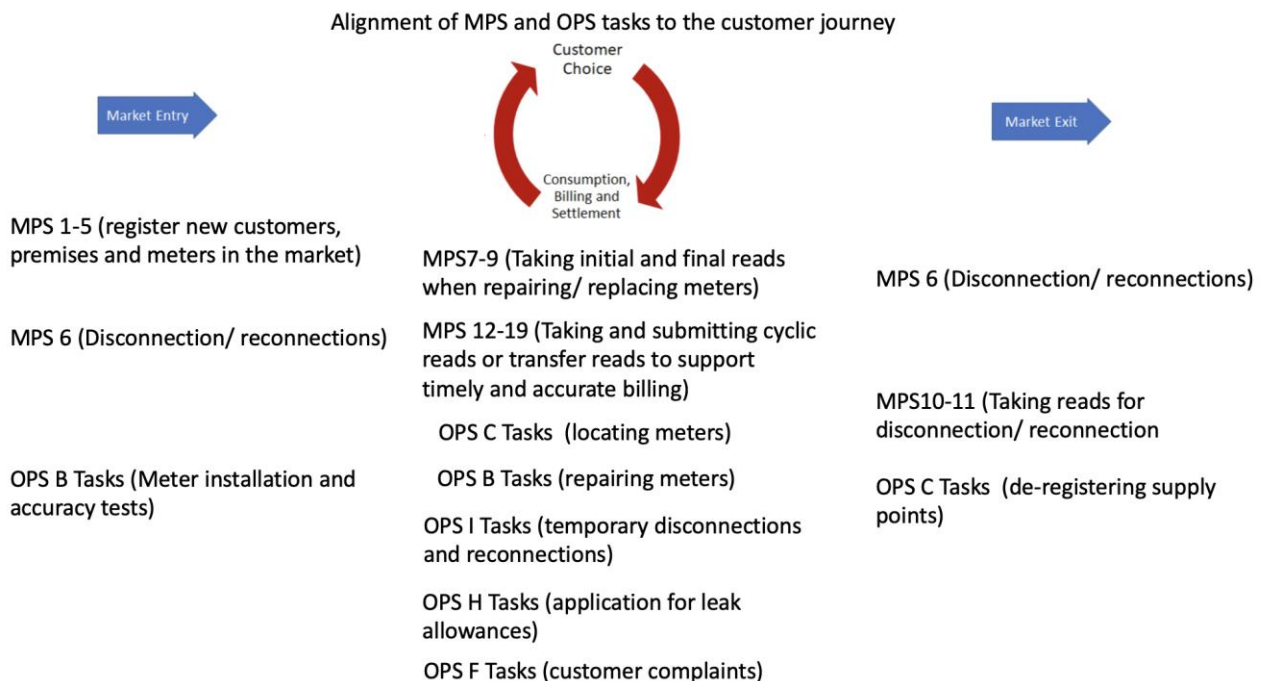 Alignment of MPS and OPS tasks to the customer journey
Customer
Choice
Market Entry
Market Exit
Consumption,
Billing and
Settlement
MPS 1-5 (register new customers,
premises and meters in the market)
MPS 6 (Disconnection/ reconnections)
OPS B Tasks (Meter installation and
accuracy tests)
MPS7-9 (Taking initial and final reads
when repairing/ replacing meters)
MPS 12-19 (Taking and submitting cyclic
reads or transfer reads to support
timely and accurate billing)
OPS C Tasks  (locating meters)
OPS B Tasks (repairing meters)
OPS I Tasks (temporary disconnections
and reconnections)
OPS H Tasks (application for leak
allowances)
OPS F Tasks (customer complaints)
MPS 6 (Disconnection/ reconnections)
MPS10-11 (Taking reads for
disconnection/ reconnection
OPS C Tasks  (de-registering supply
points)